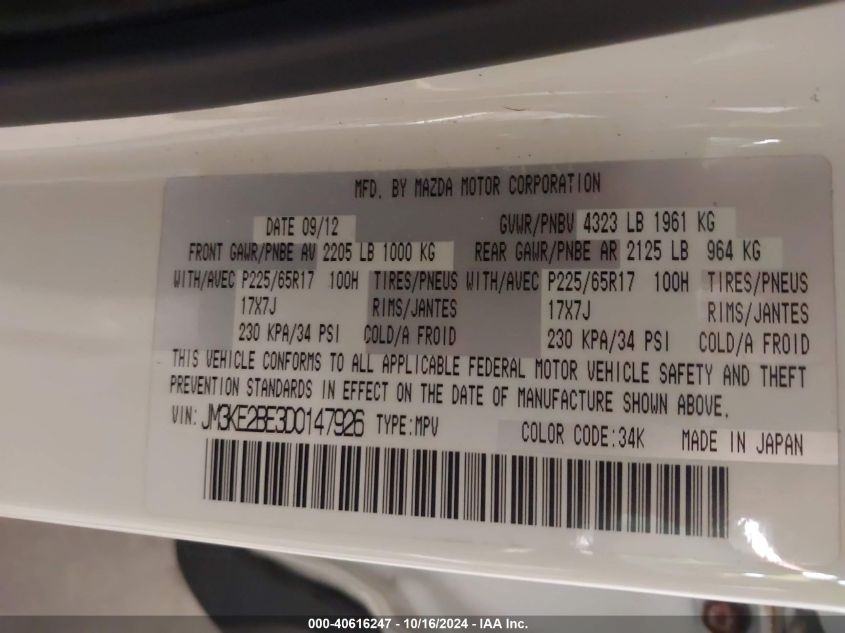 MFD. BY MAZDA MOTOR CORPORATION
DATE 09/12 GVWR/PNBV 4323 LB 1961 KG
FRONT GAWR/PNBE AV 2205 LB 1000 KG REAR GAWR/PNBE AR 2125 LB 964 KG
WITH/AVEC P225/65R17 100H TIRES/PNEUS WITH/AVEC P225/65R17 100H TIRES/PNEUS
17X7J RIMS/JANTES 17X7J RIMS/JANTES
230 KPA/34 PSI COLD/A FROID 230 KPA/34 PSI COLD/A FROID
THIS VEHICLE CONFORMS TO ALL APPLICABLE FEDERAL MOTOR VEHICLE SAFETY AND THEFT
PREVENTION STANDARDS IN EFFECT ON THE DATE OF MANUFACTURE SHOWN ABOVE.
VIN: JM3KE2BE3D0147926 TYPE:MPV COLOR CODE:34K MADE IN JAPAN
000-40616247 - 10/16/2024 - IAA Inc.